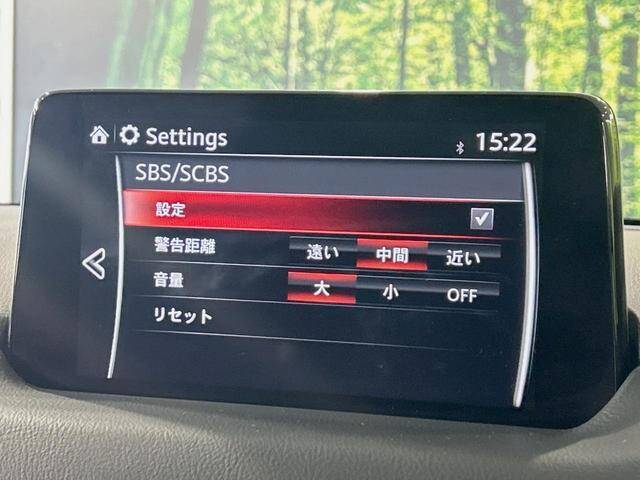 Settings 15:22
SBS/SCBS
設定
警告距離 遠い 中間 近い
音量 大 小 OFF
リセット